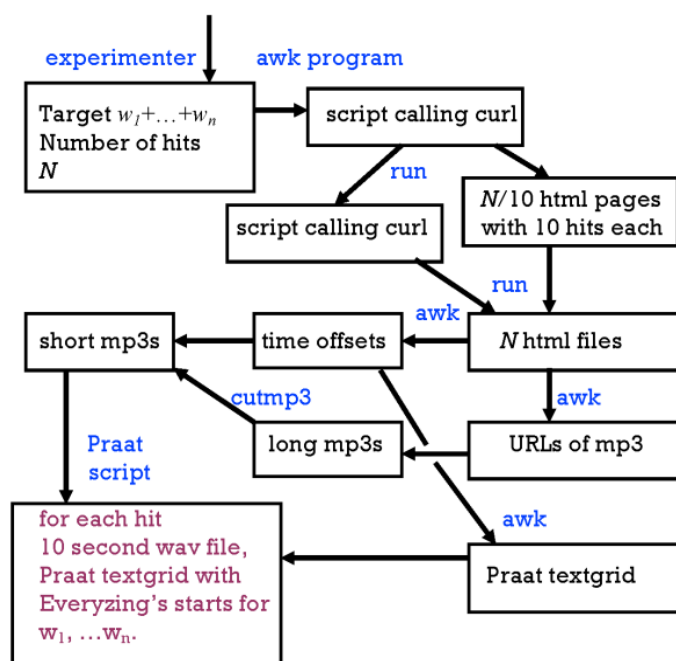 experimenter
awk program
Target w₁+…+wₙ
Number of hits
N
script calling curl
run
N/10 html pages
with 10 hits each
script calling curl
run
awk
short mp3s
time offsets
N html files
cutmp3
awk
Praat
script
long mp3s
URLs of mp3
awk
for each hit
10 second wav file,
Praat textgrid with
Everyzing's starts for
w₁, …wₙ.
Praat textgrid